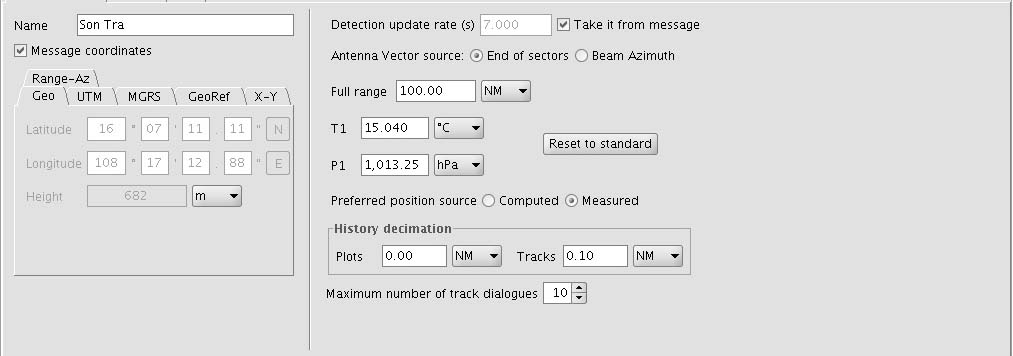 Name Son Tra
Message coordinates
Range-Az
Geo UTM MGRS GeoRef X-Y
Latitude 16 ° 07 ' 11 . 11 " N
Longitude 108 ° 17 ' 12 . 88 " E
Height 682 m
Detection update rate (s) 7.000 Take it from message
Antenna Vector source: End of sectors Beam Azimuth
Full range 100.00 NM
T1 15.040 °C
Reset to standard
P1 1,013.25 hPa
Preferred position source Computed Measured
History decimation
Plots 0.00 NM Tracks 0.10 NM
Maximum number of track dialogues 10